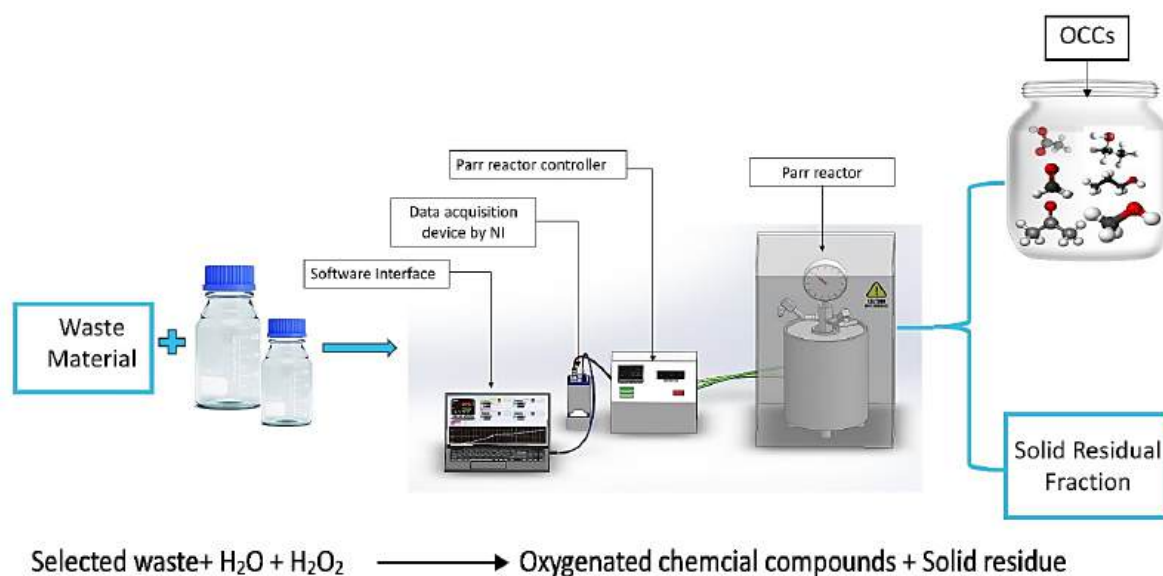 OCCs
Parr reactor controller
Parr reactor
Data acquisition
device by NI
Software Interface
Waste
Material
Solid Residual
Fraction
Selected waste+ H₂O + H₂O₂ ⟶ Oxygenated chemcial compounds + Solid residue